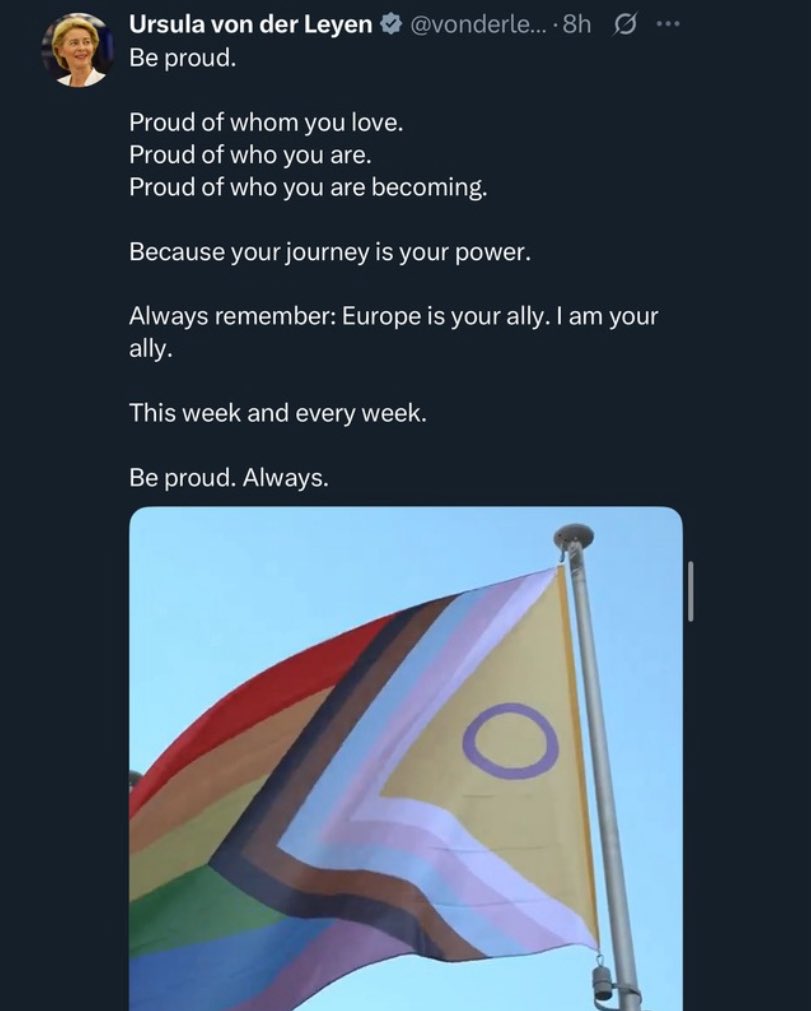 Ursula von der Leyen @vonderle... · 8h
Be proud.
Proud of whom you love.
Proud of who you are.
Proud of who you are becoming.
Because your journey is your power.
Always remember: Europe is your ally. I am your
ally.
This week and every week.
Be proud. Always.